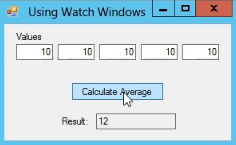 Using Watch Windows
Values
10 10 10 10 10
Calculate Average
Result: 12